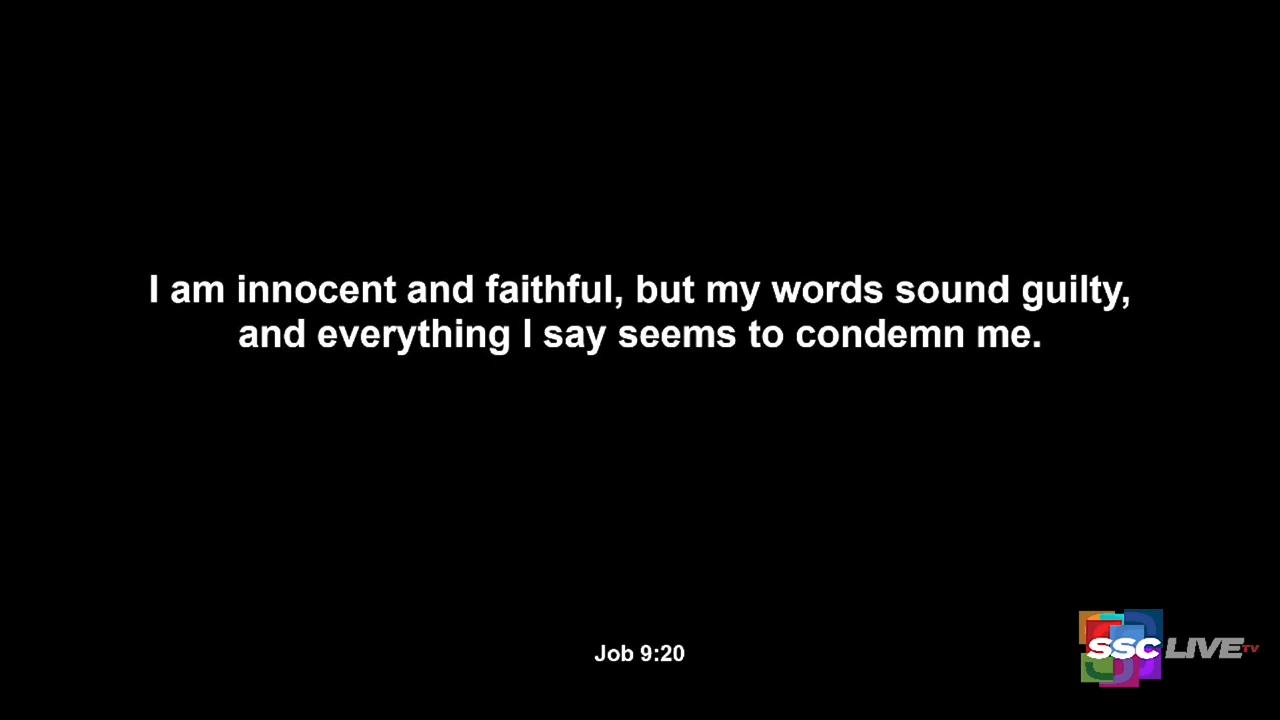 I am innocent and faithful, but my words sound guilty,
and everything I say seems to condemn me.
Job 9:20
SSC LIVE TV